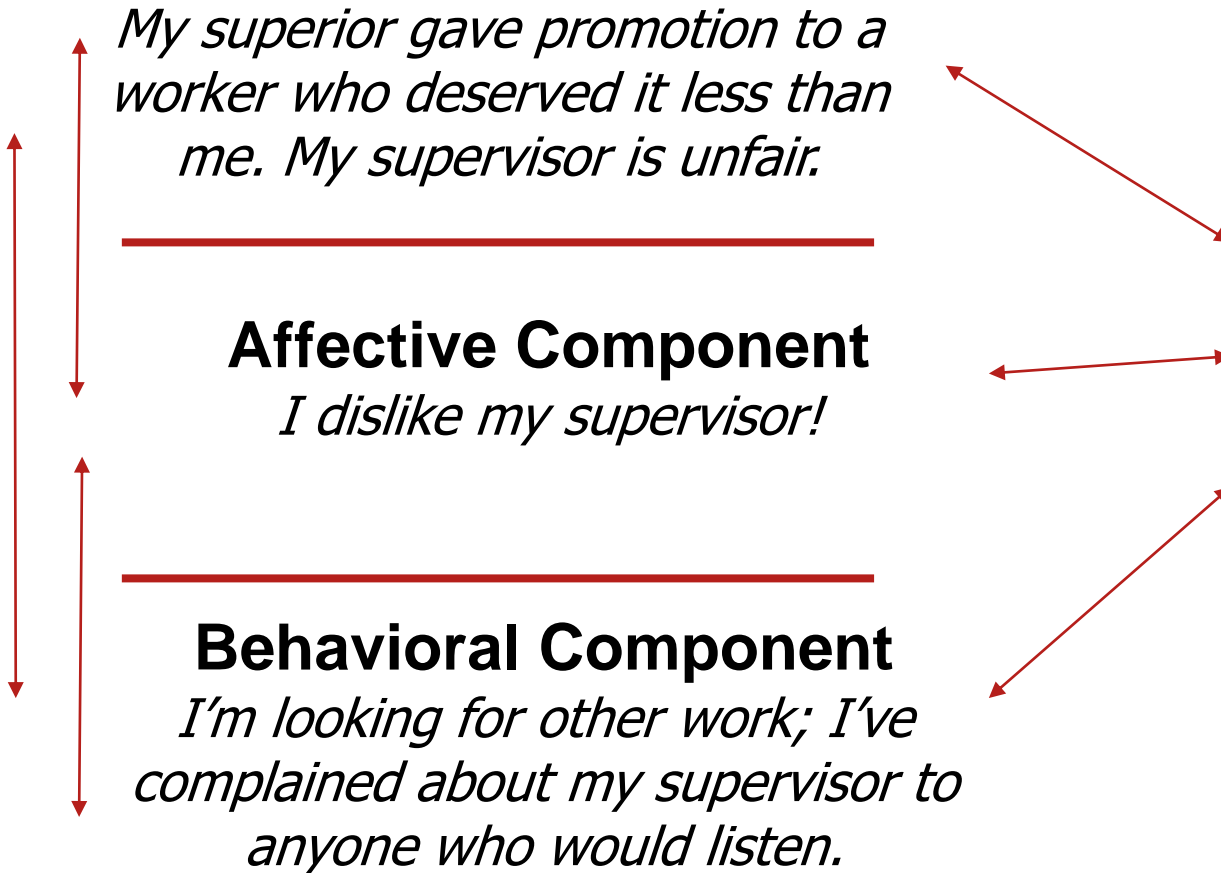 My superior gave promotion to a
worker who deserved it less than
me. My supervisor is unfair.
Affective Component
I dislike my supervisor!
Behavioral Component
I’m looking for other work; I’ve
complained about my supervisor to
anyone who would listen.